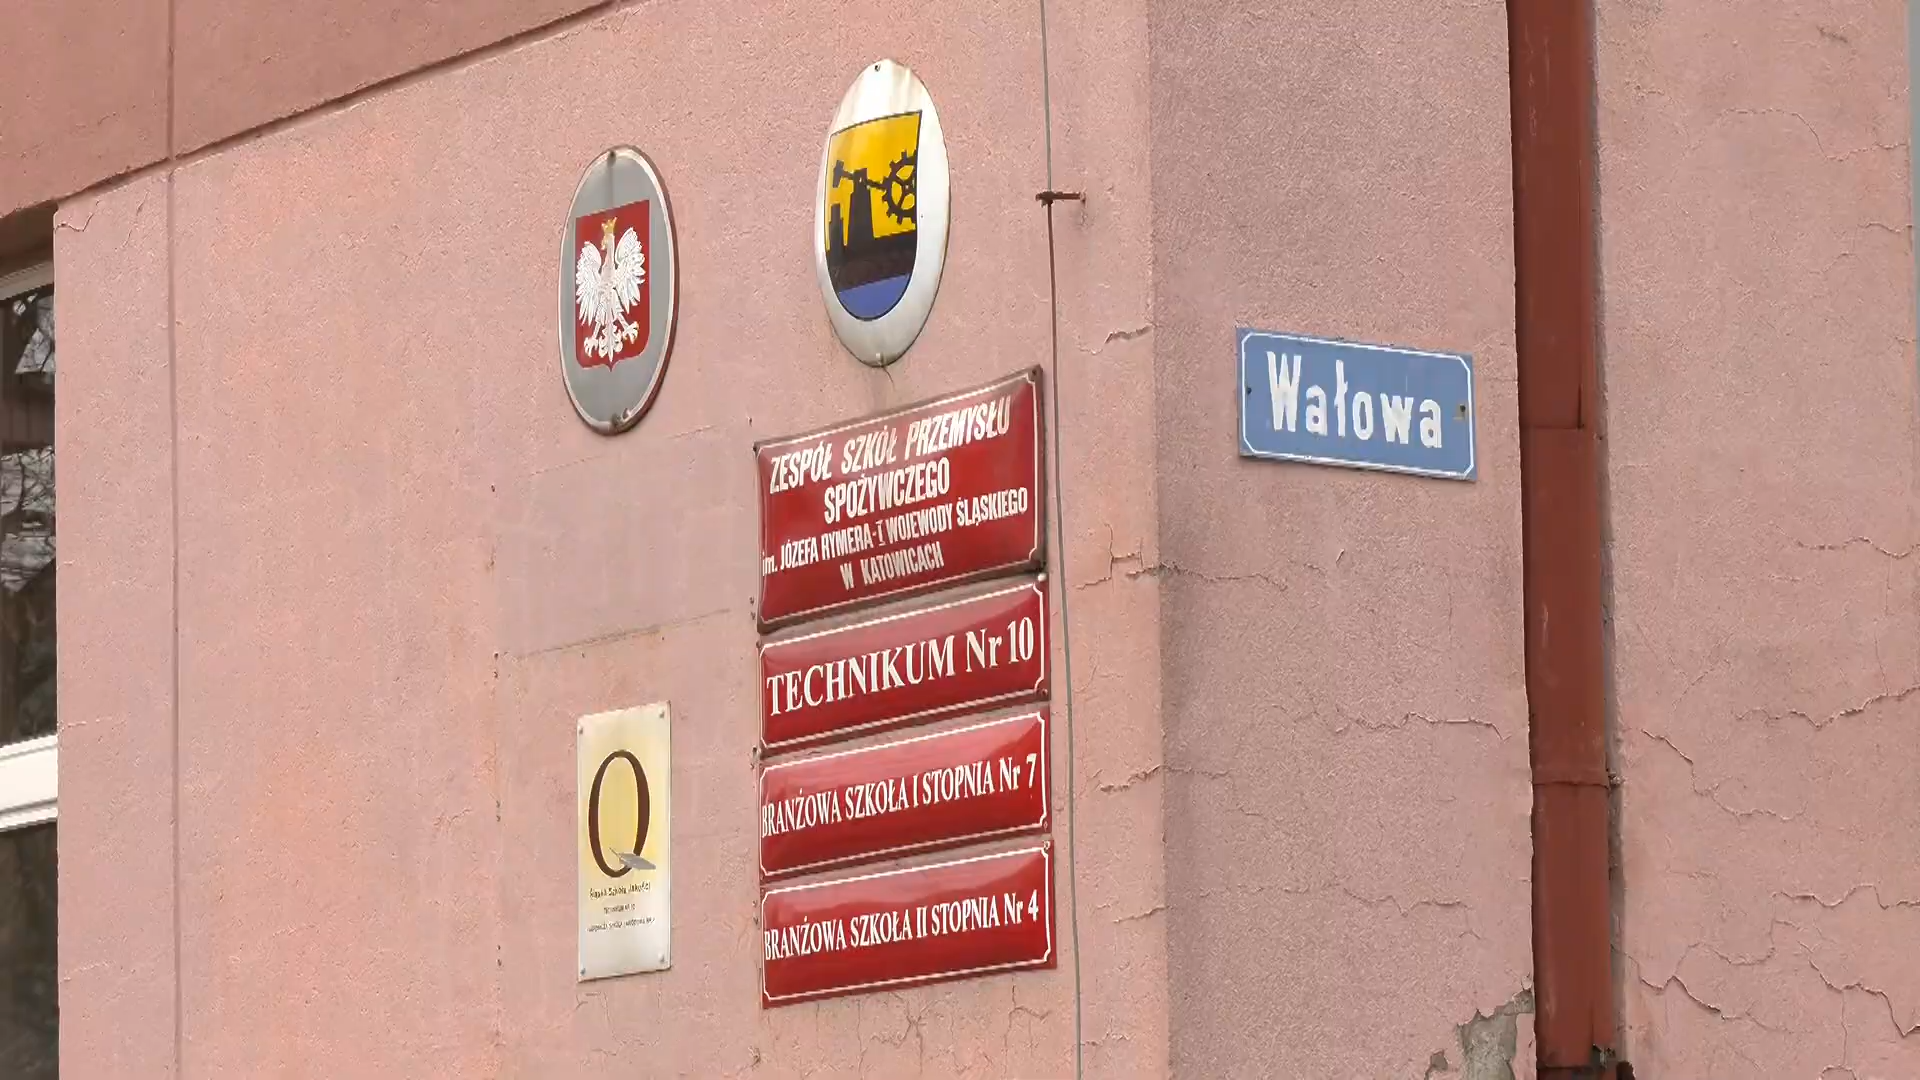 ZESPÓŁ SZKÓŁ PRZEMYSŁU
SPOŻYWCZEGO
im. JÓZEFA RYMERA-I WOJEWODY ŚLĄSKIEGO
W KATOWICACH
TECHNIKUM Nr 10
BRANŻOWA SZKOŁA I STOPNIA Nr 7
BRANŻOWA SZKOŁA II STOPNIA Nr 4
Wałowa
Q